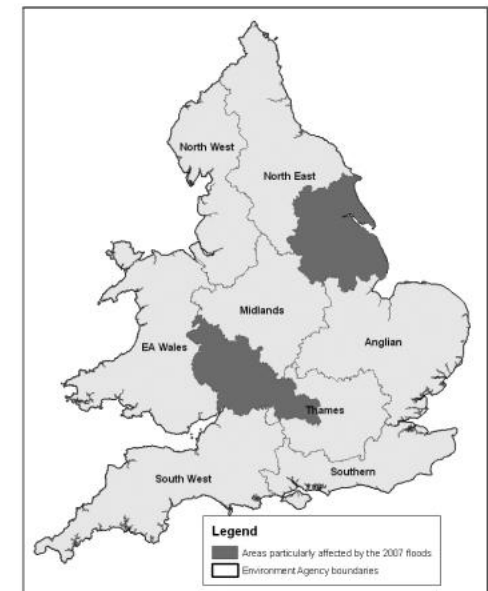 North West
North East
Midlands
EA Wales
Anglian
Thames
South West
Southern
Legend
Areas particularly affected by the 2007 floods
Environment Agency boundaries